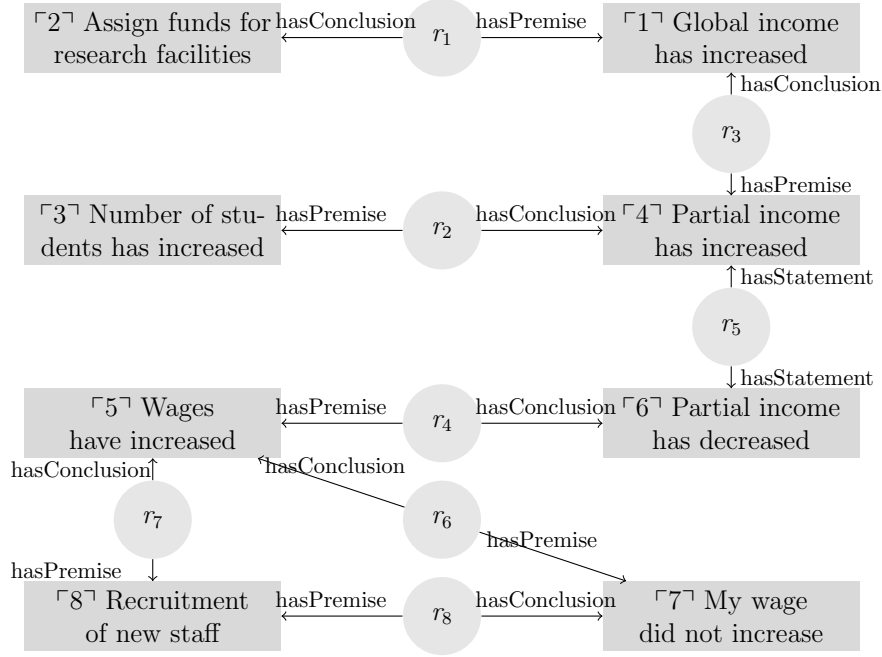 ⌜2⌝ Assign funds for
research facilities
hasConclusion
r1
hasPremise
⌜1⌝ Global income
has increased
hasConclusion
r3
hasPremise
⌜3⌝ Number of stu-
dents has increased
hasPremise
r2
hasConclusion
⌜4⌝ Partial income
has increased
hasStatement
r5
hasStatement
⌜5⌝ Wages
have increased
hasPremise
r4
hasConclusion
⌜6⌝ Partial income
has decreased
hasConclusion
hasConclusion
r7
r6
hasPremise
hasPremise
⌜8⌝ Recruitment
of new staff
hasPremise
r8
hasConclusion
⌜7⌝ My wage
did not increase